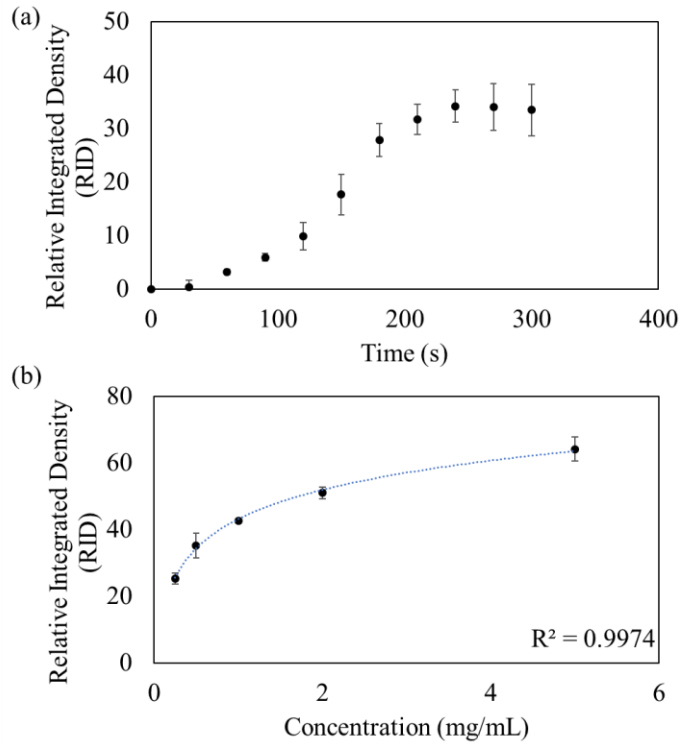 (a)
Relative Integrated Density
(RID)
50
40
30
20
10
0
0 100 200 300 400
Time (s)
(b)
Relative Integrated Density
(RID)
80
60
40
20
0
R² = 0.9974
0 2 4 6
Concentration (mg/mL)